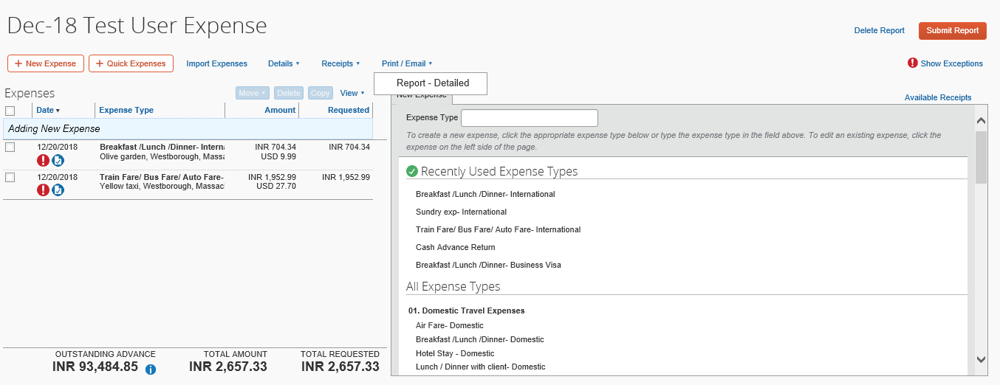 Dec-18 Test User Expense
Delete Report
Submit Report
+ New Expense
+ Quick Expenses
Import Expenses
Details
Receipts
Print / Email
Show Exceptions
Report - Detailed
Expenses
Move
Delete
Copy
View
New Expense
Available Receipts
Date Expense Type Amount Requested
Adding New Expense
12/20/2018 Breakfast /Lunch /Dinner- Intern INR 704.34 INR 704.34
Olive garden, Westborough, Massa USD 9.99
12/20/2018 Train Fare/ Bus Fare/ Auto Fare- INR 1,952.99 INR 1,952.99
Yellow taxi, Westborough, Massac USD 27.70
OUTSTANDING ADVANCE TOTAL AMOUNT TOTAL REQUESTED
INR 93,484.85 INR 2,657.33 INR 2,657.33
Expense Type
To create a new expense, click the appropriate expense type below or type the expense type in the field above. To edit an existing expense, click the
expense on the left side of the page.
Recently Used Expense Types
Breakfast /Lunch /Dinner- International
Sundry exp- International
Train Fare/ Bus Fare/ Auto Fare- International
Cash Advance Return
Breakfast /Lunch /Dinner- Business Visa
All Expense Types
01. Domestic Travel Expenses
Air Fare- Domestic
Breakfast /Lunch /Dinner- Domestic
Hotel Stay - Domestic
Lunch / Dinner with client- Domestic